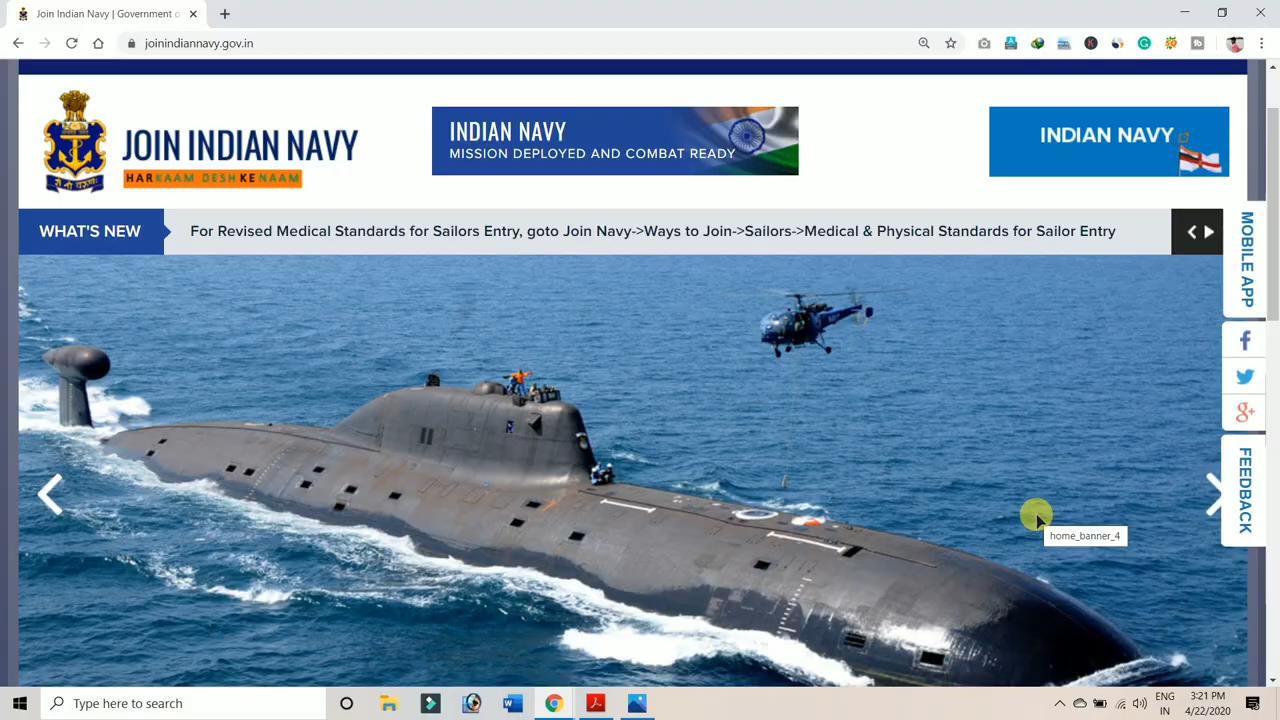 Join Indian Navy | Government o
joinindiannavy.gov.in
JOIN INDIAN NAVY
HAR KAAM DESH KE NAAM
INDIAN NAVY
MISSION DEPLOYED AND COMBAT READY
INDIAN NAVY
WHAT'S NEW
For Revised Medical Standards for Sailors Entry, goto Join Navy->Ways to Join->Sailors->Medical & Physical Standards for Sailor Entry
MOBILE APP
FEEDBACK
home_banner_4
Type here to search
ENG
IN
3:21 PM
4/22/2020